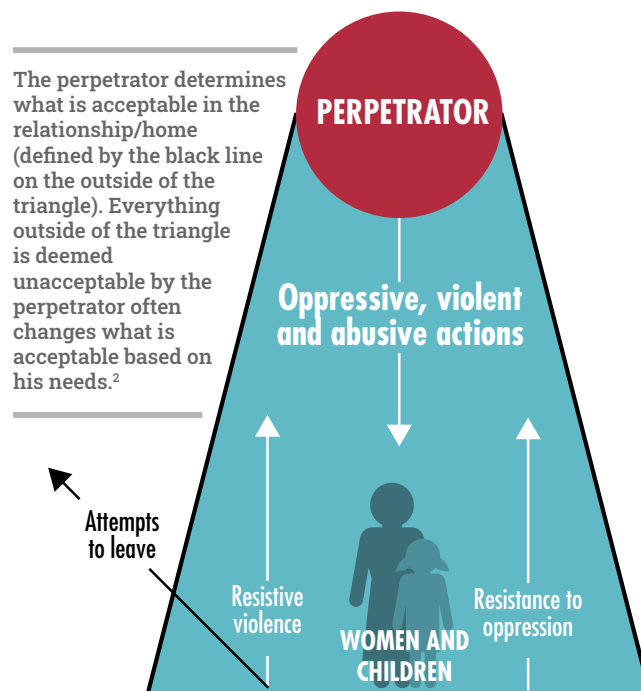 The perpetrator determines
what is acceptable in the
relationship/home
(defined by the black line
on the outside of the
triangle). Everything
outside of the triangle
is deemed
unacceptable by the
perpetrator often
changes what is
acceptable based on
his needs.²
PERPETRATOR
Oppressive, violent
and abusive actions
Attempts
to leave
Resistive
violence
WOMEN AND
CHILDREN
Resistance to
oppression